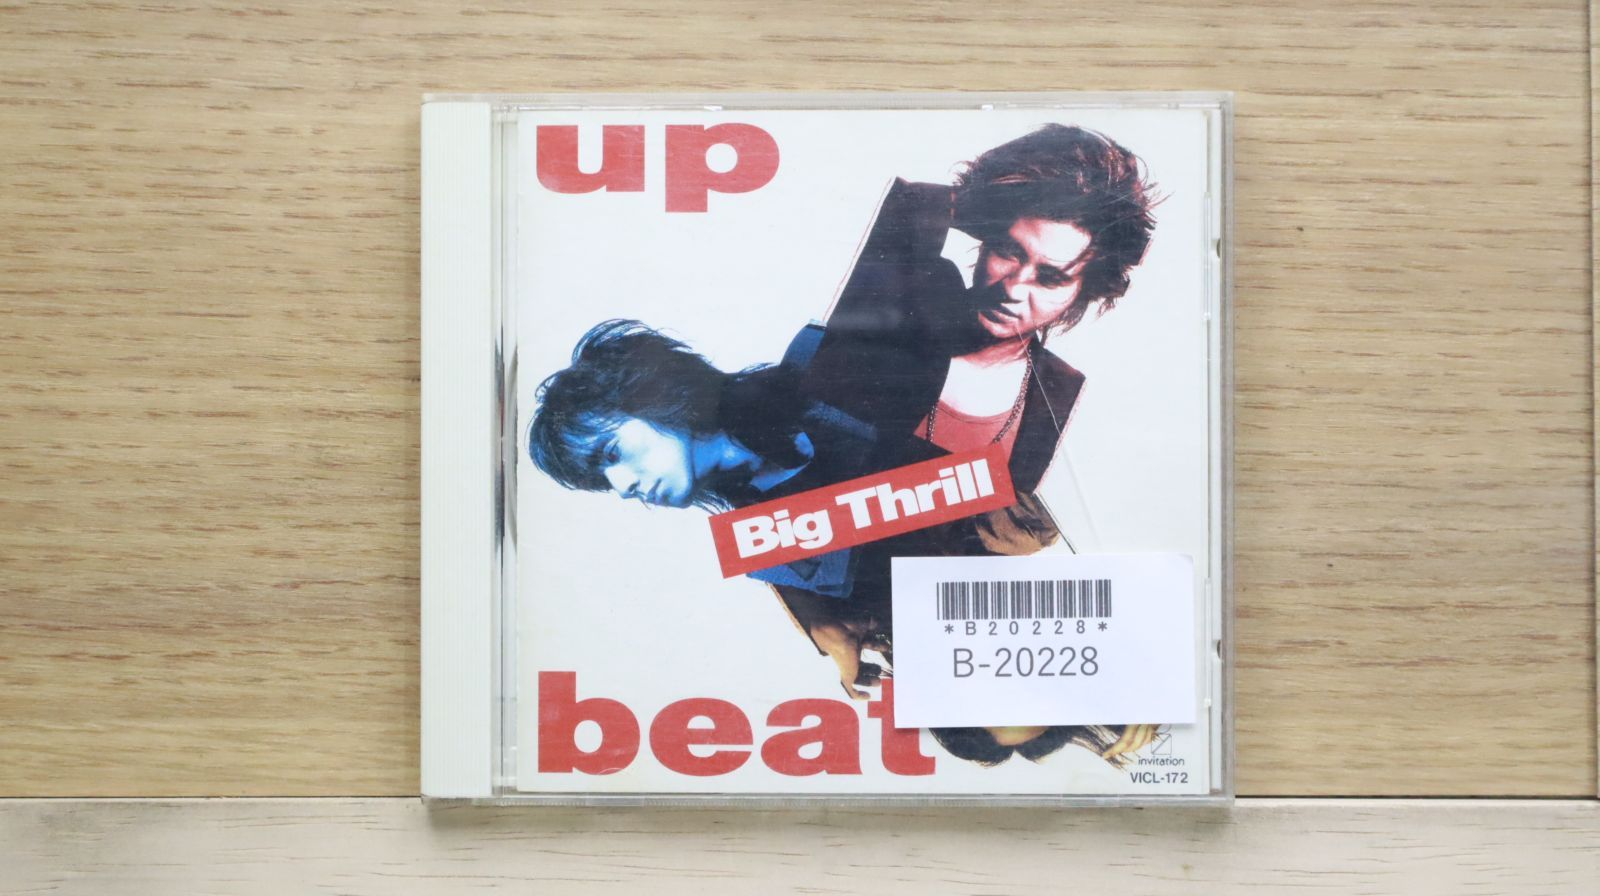 up
Big Thrill
*B20228*
B-20228
beat
invitation
VICL-172